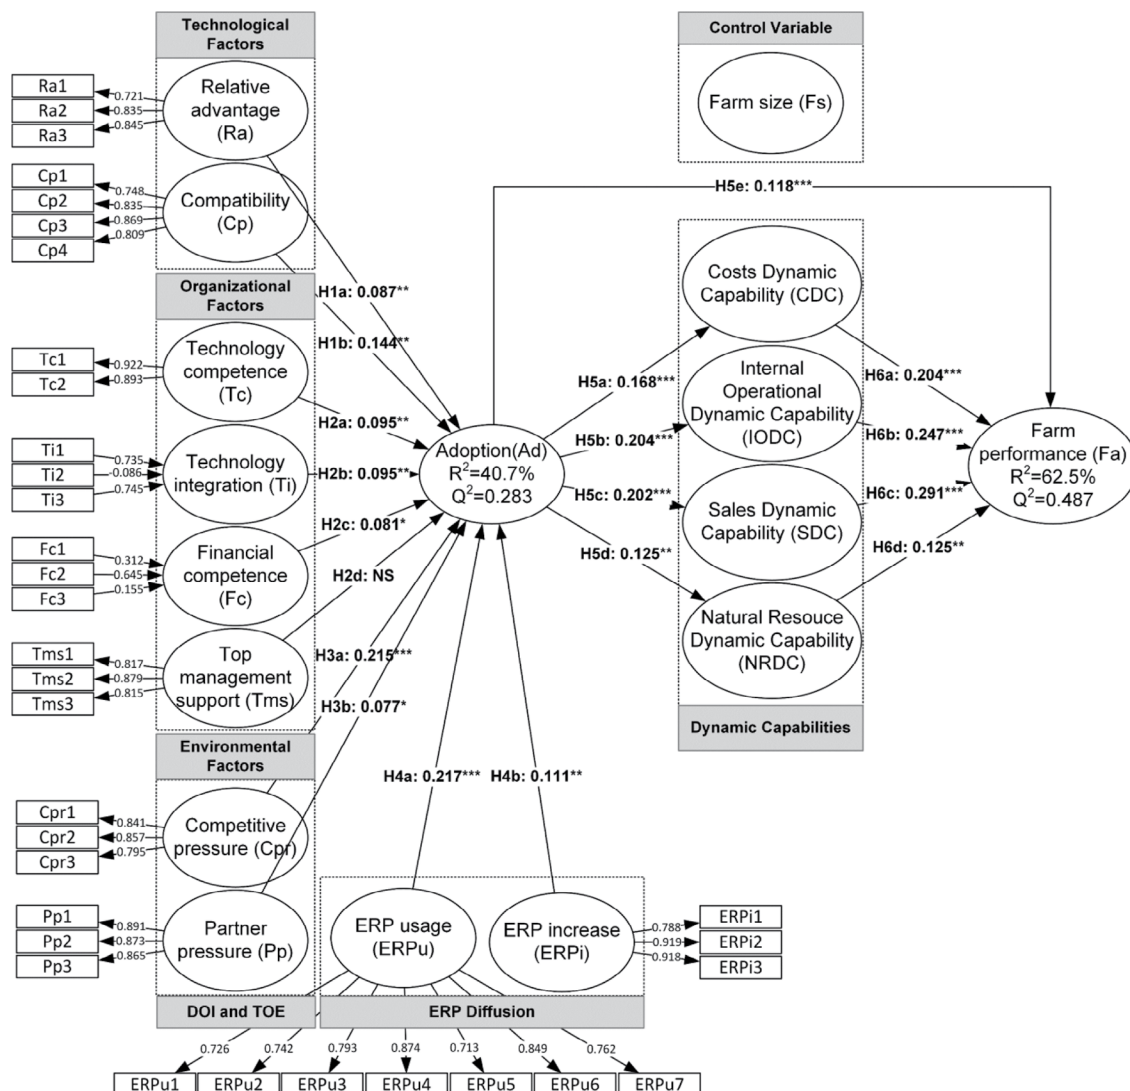 Technological
Factors
Control Variable
Ra1
Ra2
Ra3
0.721
0.835
0.845
Relative
advantage
(Ra)
Farm size (Fs)
Cp1
Cp2
Cp3
Cp4
0.748
0.835
0.869
0.809
Compatibility
(Cp)
H5e: 0.118***
Organizational
Factors
H1a: 0.087**
H1b: 0.144**
Costs Dynamic
Capability (CDC)
Tc1
Tc2
0.922
0.893
Technology
competence
(Tc)
H2a: 0.095**
H5a: 0.168***
Internal
Operational
Dynamic Capability
(IODC)
H6a: 0.204***
Ti1
Ti2
Ti3
0.735
-0.086
0.745
Technology
integration (Ti)
H2b: 0.095**
Adoption(Ad)
R²=40.7%
Q²=0.283
H5b: 0.204***
H6b: 0.247***
Farm
performance (Fa)
R²=62.5%
Q²=0.487
H5c: 0.202***
Sales Dynamic
Capability (SDC)
H6c: 0.291***
Fc1
Fc2
Fc3
0.312
0.645
0.155
Financial
competence
(Fc)
H2c: 0.081*
H2d: NS
H5d: 0.125**
H6d: 0.125**
Natural Resouce
Dynamic Capability
(NRDC)
Tms1
Tms2
Tms3
0.817
0.879
0.815
Top
management
support (Tms)
H3a: 0.215***
H3b: 0.077*
Dynamic Capabilities
Environmental
Factors
H4a: 0.217***
H4b: 0.111**
Cpr1
Cpr2
Cpr3
0.841
0.857
0.795
Competitive
pressure (Cpr)
Pp1
Pp2
Pp3
0.891
0.873
0.865
Partner
pressure (Pp)
ERP usage
(ERPu)
ERP increase
(ERPi)
0.788
0.919
0.918
ERPi1
ERPi2
ERPi3
DOI and TOE
ERP Diffusion
0.726
0.742
0.793
0.874
0.713
0.849
0.762
ERPu1
ERPu2
ERPu3
ERPu4
ERPu5
ERPu6
ERPu7